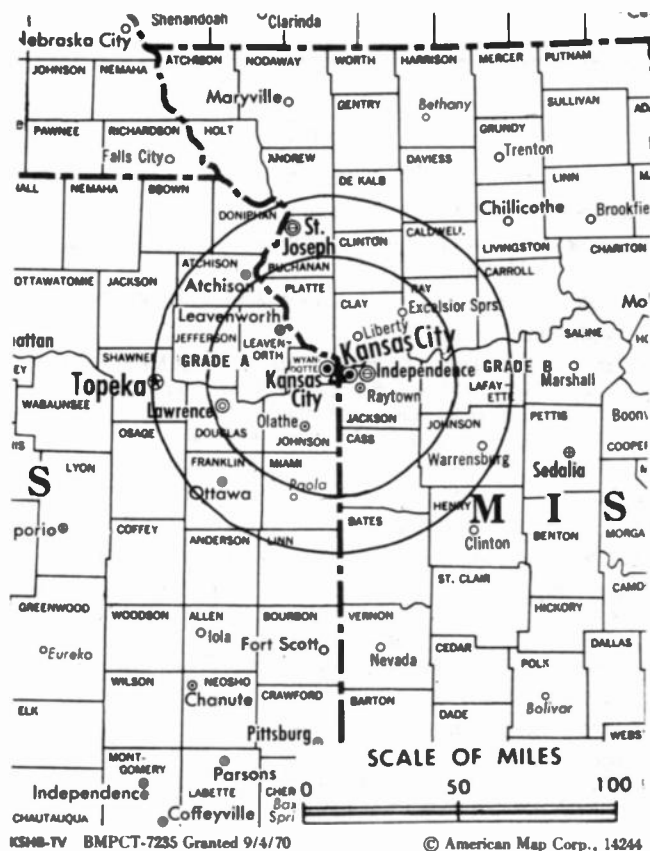 Shenandoah
Clarinda
Nebraska City
ATCHISON NODAWAY WORTH HARRISON MERCER PUTNAM
JOHNSON NEMAHA
Maryville
GENTRY
Bethany
SULLIVAN
PAWNEE RICHARDSON HOLT
GRUNDY
Falls City
Trenton
ANDREW
DAVIESS
DE KALB
LINN
NEMAHA BROWN
DONIPHAN
Chillicothe
St. Joseph
CLINTON
CALDWELL
LIVINGSTON
CHARITON
ATCHISON
BUCHANAN
CARROLL
OTTAWATOMIE
JACKSON
Atchison
PLATTE
RAY
CLAY
Excelsior Sprs.
Leavenworth
JEFFERSON
LEAVEN-
WORTH
Liberty
SALINE
SHAWNEE
GRADE A
WYAN
DOTTE
Kansas City
GRADE B
Topeka
Kansas
City
Independence
LAFAY
ETTE
Marshall
WABAUNSEE
Lawrence
Raytown
JACKSON
PETTIS
OSAGE
DOUGLAS
Olathe
JOHNSON
CASS
JOHNSON
LYON
FRANKLIN
MIAMI
Warrensburg
Sedalia
S
Ottawa
Paola
HENRY
M I S
COFFEY
BATES
Clinton
BENTON
ANDERSON
LINN
ST. CLAIR
GREENWOOD
WOODSON
ALLEN
BOURBON
VERNON
HICKORY
Iola
Fort Scott
CEDAR
DALLAS
Eureka
Nevada
POLK
WILSON
NEOSHO
Chanute
CRAWFORD
BARTON
Bolivar
ELK
DADE
Pittsburg
SCALE OF MILES
MONT-
GOMERY
Parsons
Independence
LABETTE
0 50 100
CHAUTAUQUA
Coffeyville
KSHB-TV BMPCT-7235 Granted 9/4/70
© American Map Corp., 14244